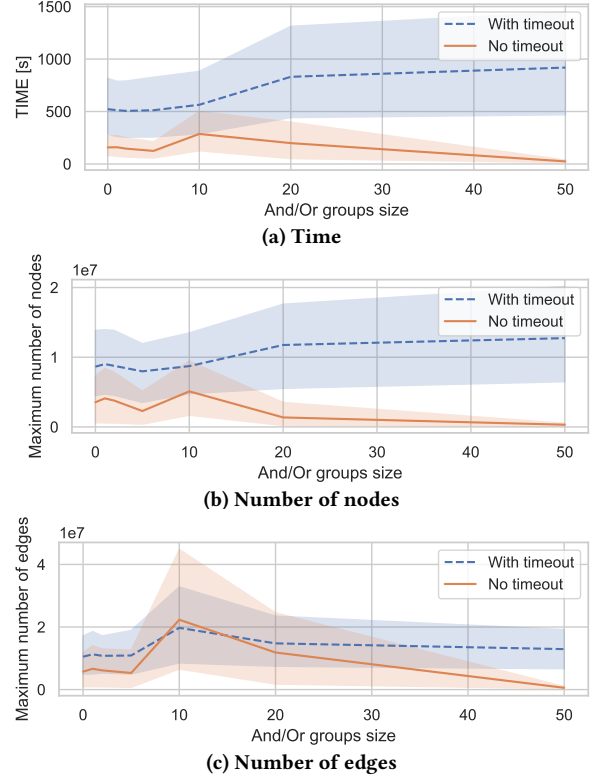 1500
1000
500
0
TIME [s]
With timeout
No timeout
0 10 20 30 40 50
And/Or groups size
(a) Time
1e7
2
1
0
Maximum number of nodes
With timeout
No timeout
0 10 20 30 40 50
And/Or groups size
(b) Number of nodes
1e7
4
2
0
Maximum number of edges
With timeout
No timeout
0 10 20 30 40 50
And/Or groups size
(c) Number of edges